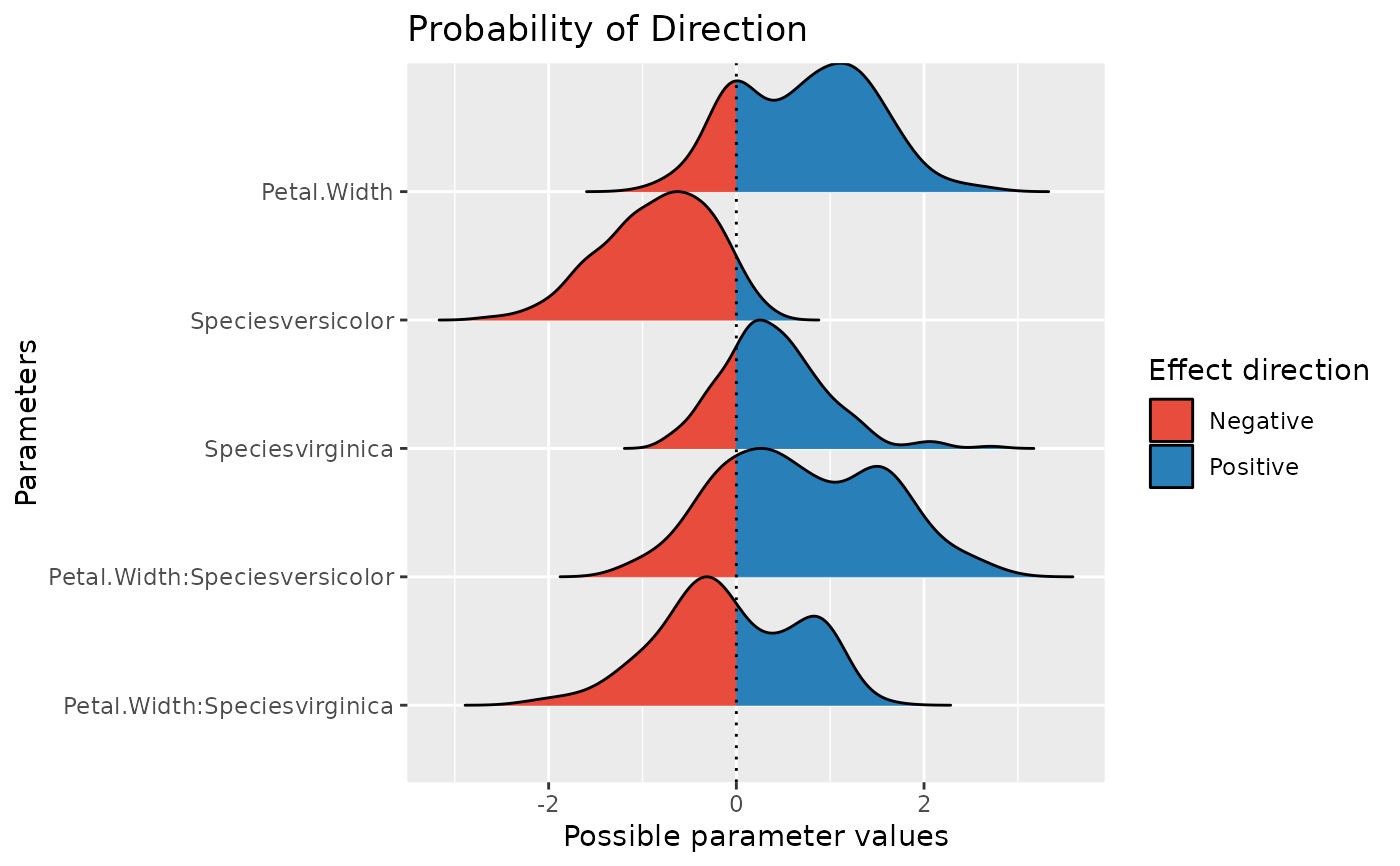 Probability of Direction
Petal.Width
Speciesversicolor
Speciesvirginica
Petal.Width:Speciesversicolor
Petal.Width:Speciesvirginica
Parameters
-2
0
2
Possible parameter values
Effect direction
Negative
Positive